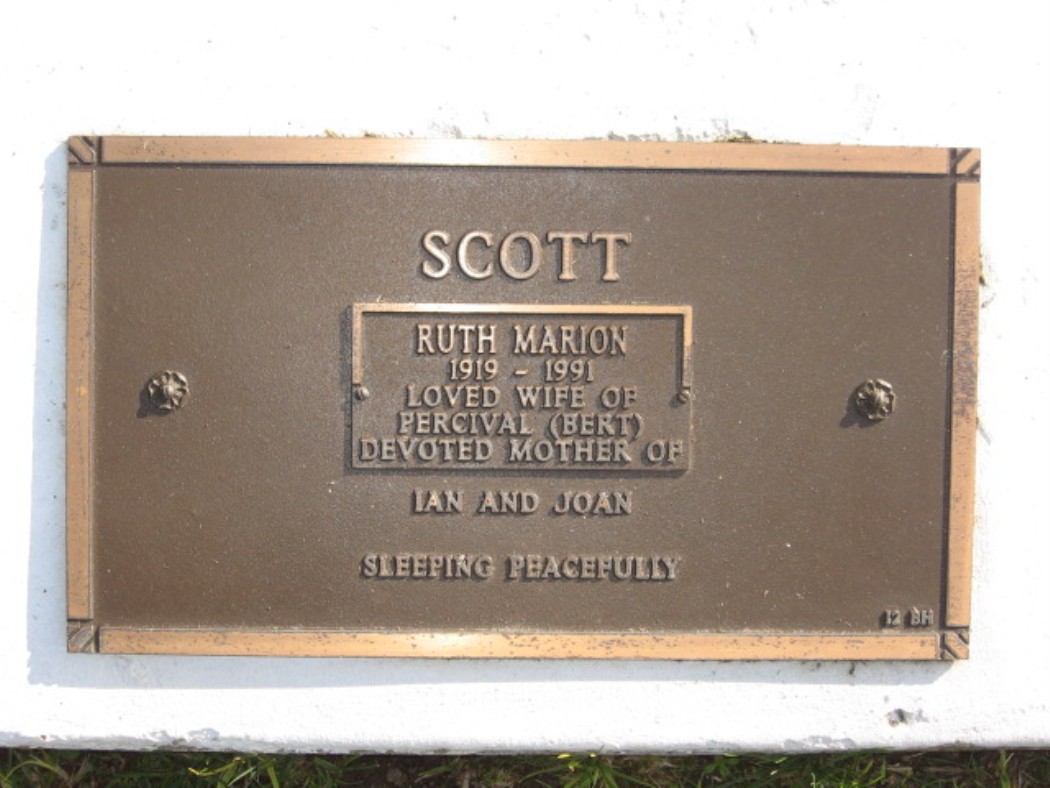 SCOTT
RUTH MARION
1919 - 1991
LOVED WIFE OF
PERCIVAL (BERT)
DEVOTED MOTHER OF
IAN AND JOAN
SLEEPING PEACEFULLY
12 BH